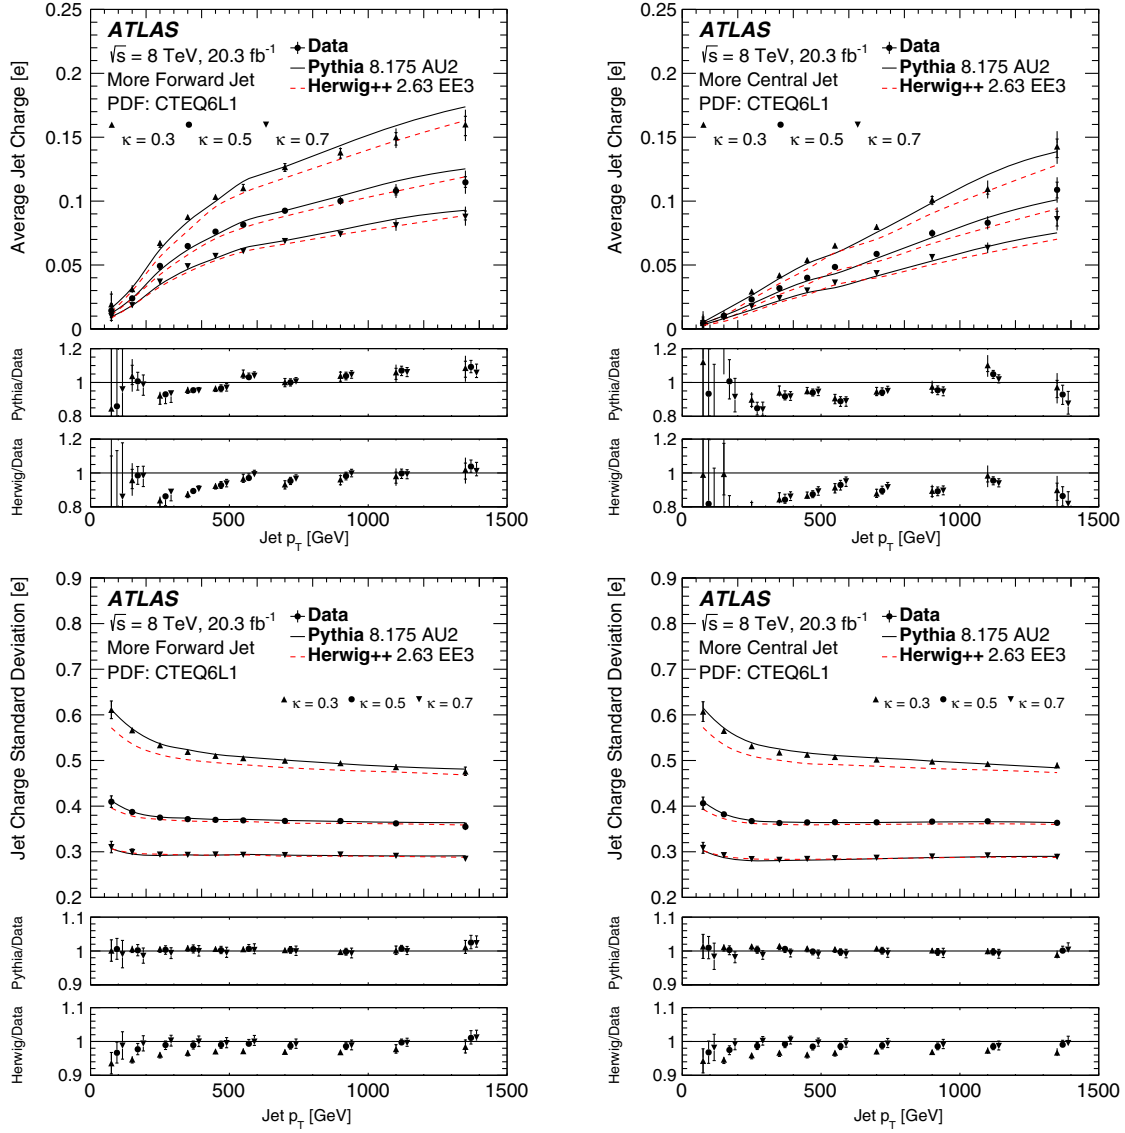 Average Jet Charge [e]
0.25
0.2
0.15
0.1
0.05
0
ATLAS
√s = 8 TeV, 20.3 fb-1
More Forward Jet
PDF: CTEQ6L1
κ = 0.3 κ = 0.5 κ = 0.7
Data
Pythia 8.175 AU2
Herwig++ 2.63 EE3
Pythia/Data
1.2
1
0.8
Herwig/Data
1.2
1
0.8
0 500 1000 1500
Jet pT [GeV]
Average Jet Charge [e]
0.25
0.2
0.15
0.1
0.05
0
ATLAS
√s = 8 TeV, 20.3 fb-1
More Central Jet
PDF: CTEQ6L1
κ = 0.3 κ = 0.5 κ = 0.7
Data
Pythia 8.175 AU2
Herwig++ 2.63 EE3
Pythia/Data
1.2
1
0.8
Herwig/Data
1.2
1
0.8
0 500 1000 1500
Jet pT [GeV]
Jet Charge Standard Deviation [e]
0.9
0.8
0.7
0.6
0.5
0.4
0.3
0.2
ATLAS
√s = 8 TeV, 20.3 fb-1
More Forward Jet
PDF: CTEQ6L1
Data
Pythia 8.175 AU2
Herwig++ 2.63 EE3
κ = 0.3 κ = 0.5 κ = 0.7
Pythia/Data
1.1
1
0.9
Herwig/Data
1.1
1
0.9
0 500 1000 1500
Jet pT [GeV]
Jet Charge Standard Deviation [e]
0.9
0.8
0.7
0.6
0.5
0.4
0.3
0.2
ATLAS
√s = 8 TeV, 20.3 fb-1
More Central Jet
PDF: CTEQ6L1
Data
Pythia 8.175 AU2
Herwig++ 2.63 EE3
κ = 0.3 κ = 0.5 κ = 0.7
Pythia/Data
1.1
1
0.9
Herwig/Data
1.1
1
0.9
0 500 1000 1500
Jet pT [GeV]